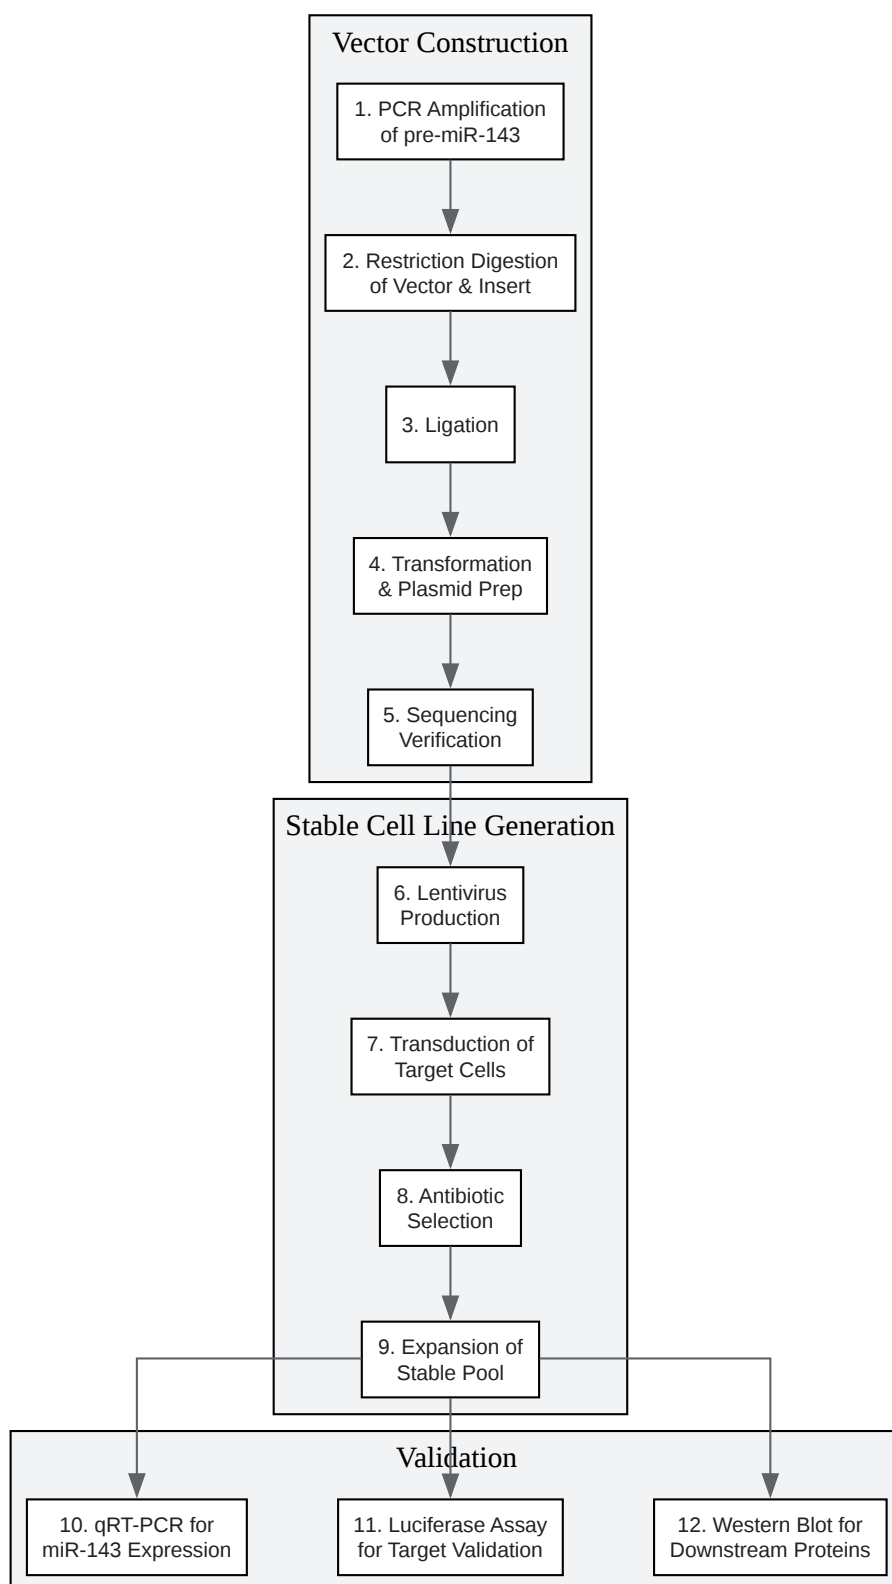 Vector Construction
1. PCR Amplification
of pre-miR-143
2. Restriction Digestion
of Vector & Insert
3. Ligation
4. Transformation
& Plasmid Prep
5. Sequencing
Verification
Stable Cell Line Generation
6. Lentivirus
Production
7. Transduction of
Target Cells
8. Antibiotic
Selection
9. Expansion of
Stable Pool
Validation
10. qRT-PCR for
miR-143 Expression
11. Luciferase Assay
for Target Validation
12. Western Blot for
Downstream Proteins